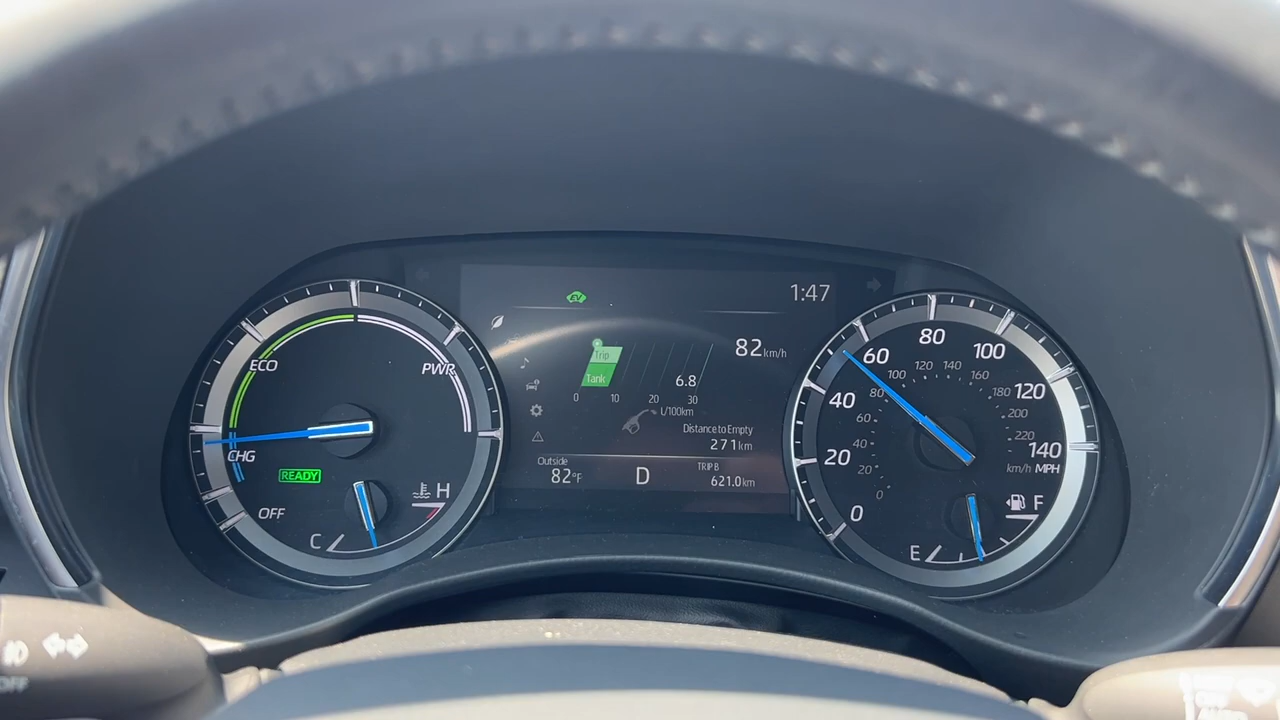 EV
1:47
82 km/h
Trip
Tank
6.8
0 10 20 30
L/100km
Distance to Empty
271 km
Outside
82°F
D
TRIP B
621.0 km
ECO
PWR
CHG
READY
OFF
C
H
0
20
40
60
80
100
120
140
MPH
km/h
0
20
40
60
80
100
120
140
160
180
200
220
E
F
OFF